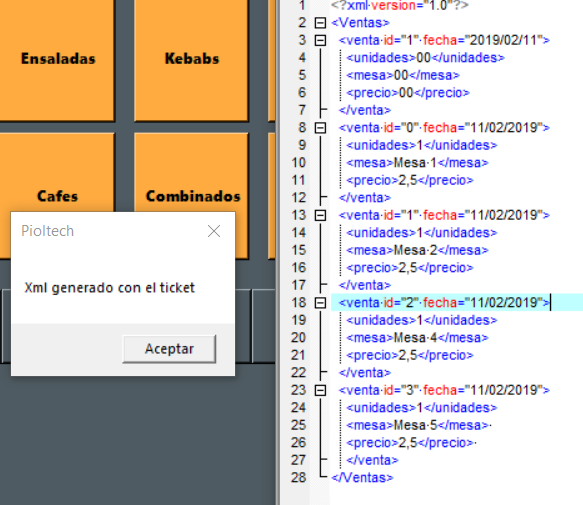 Ensaladas
Kebabs
Cafes
Combinados
Pioltech
Xml generado con el ticket
Aceptar
1 <?xml version="1.0"?>
2 <Ventas>
3 <venta id="1" fecha="2019/02/11">
4 <unidades>00</unidades>
5 <mesa>00</mesa>
6 <precio>00</precio>
7 </venta>
8 <venta id="0" fecha="11/02/2019">
9 <unidades>1</unidades>
10 <mesa>Mesa 1</mesa>
11 <precio>2,5</precio>
12 </venta>
13 <venta id="1" fecha="11/02/2019">
14 <unidades>1</unidades>
15 <mesa>Mesa 2</mesa>
16 <precio>2,5</precio>
17 </venta>
18 <venta id="2" fecha="11/02/2019">
19 <unidades>1</unidades>
20 <mesa>Mesa 4</mesa>
21 <precio>2,5</precio>
22 </venta>
23 <venta id="3" fecha="11/02/2019">
24 <unidades>1</unidades>
25 <mesa>Mesa 5</mesa>
26 <precio>2,5</precio>
27 </venta>
28 </Ventas>